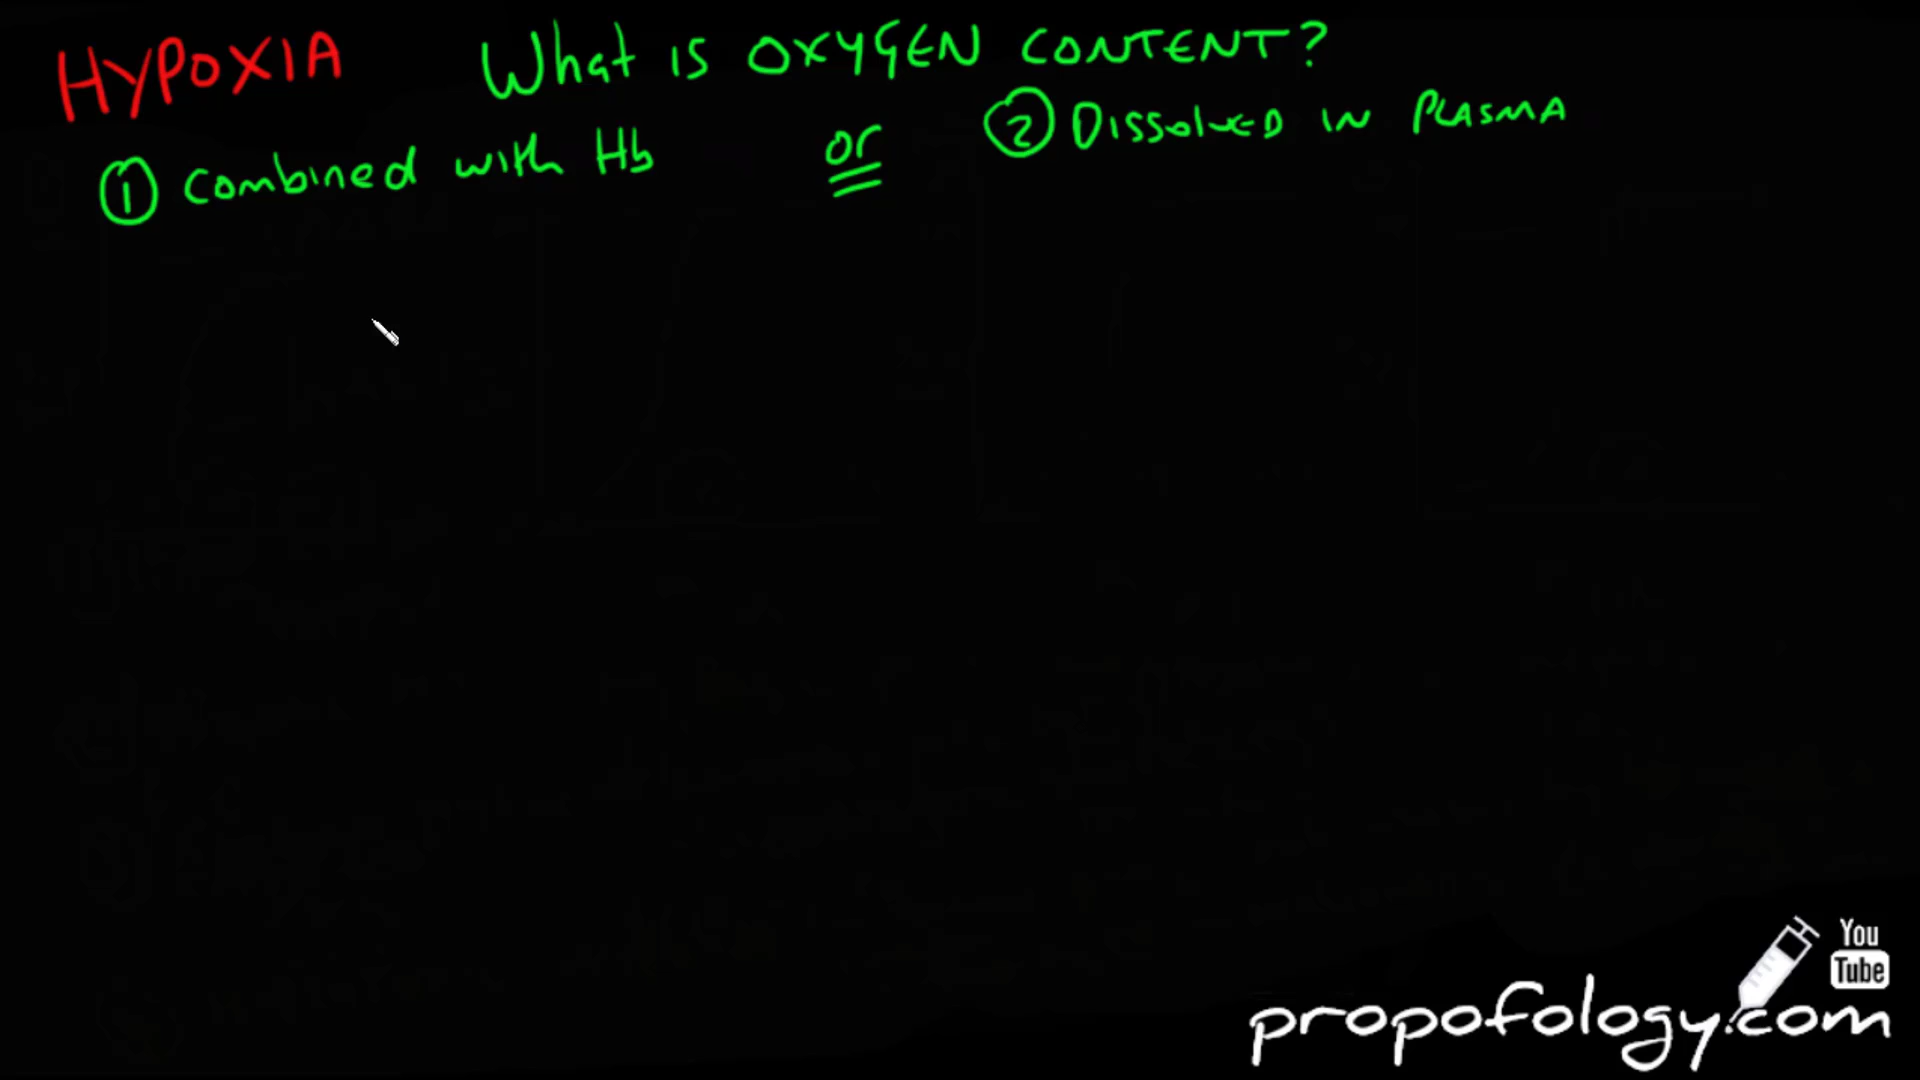 HYPOXIA What is OXYGEN CONTENT?
① Combined with Hb or ② Dissolved in Plasma
You
Tube
propofology.com